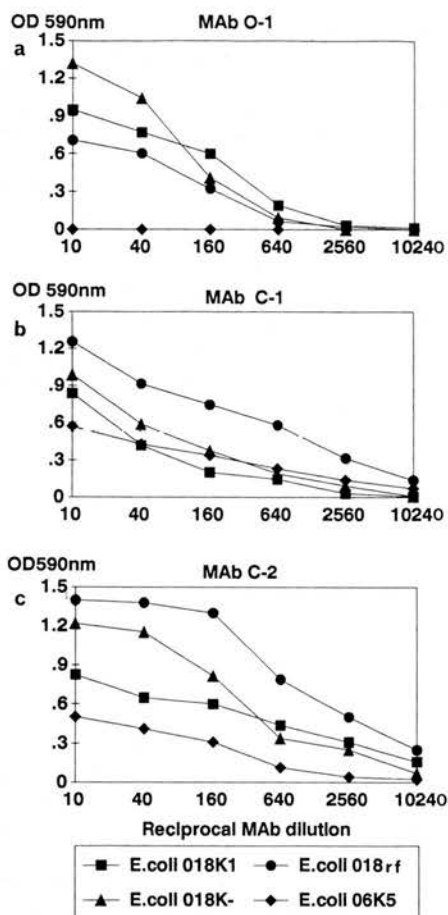 OD 590nm MAb O-1
a
1.5
1.2
.9
.6
.3
0
10 40 160 640 2560 10240
OD 590nm MAb C-1
b
1.5
1.2
.9
.6
.3
0
10 40 160 640 2560 10240
OD590nm MAb C-2
c
1.5
1.2
.9
.6
.3
0
10 40 160 640 2560 10240
Reciprocal MAb dilution
E.coli 018K1 E.coli 018rf
E.coli 018K- E.coli 06K5